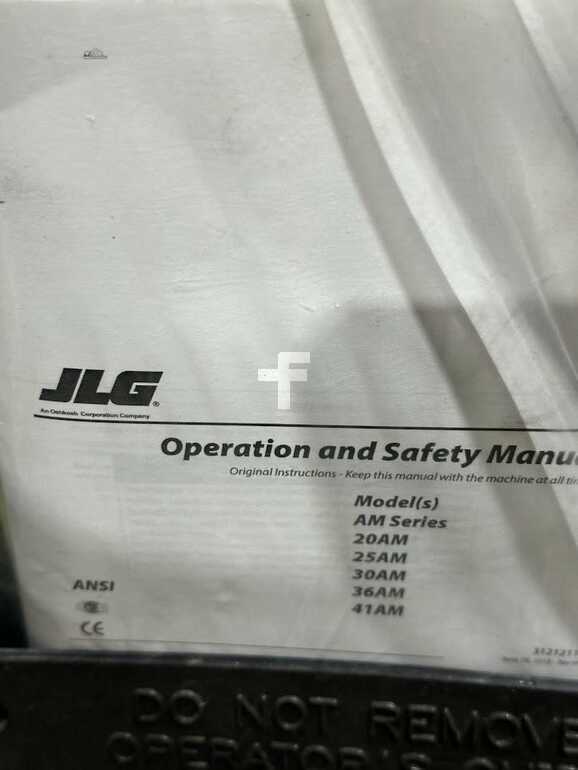 JLG®
An Oshkosh Corporation Company
Operation and Safety Manu
Original Instructions - Keep this manual with the machine at all
Model(s)
AM Series
20AM
25AM
30AM
36AM
41AM
ANSI
CE
DO NOT REMOVE
OPERATOR'S